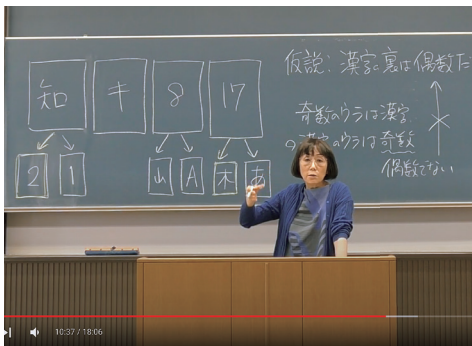 仮説:漢字の裏は偶数だ
知 キ 8 17
奇数のウラは漢字
の漢字のウラは奇数
偶数でない
2 1 山 A 木 あ
10:37 / 18:06